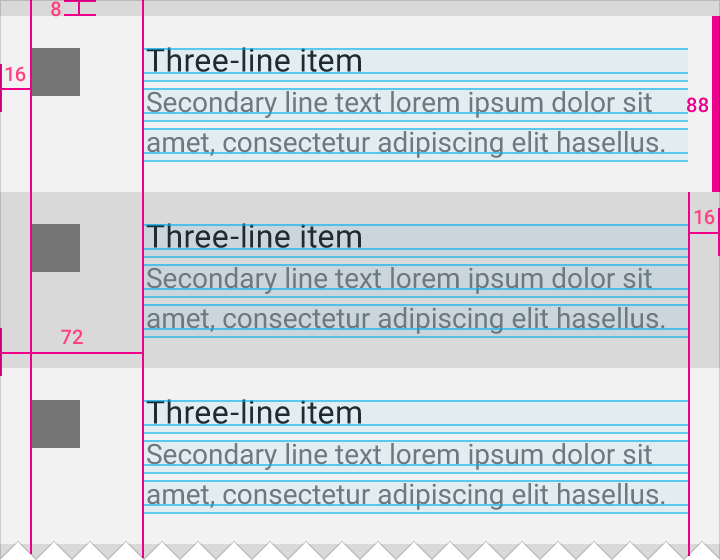 8
16
Three-line item
Secondary line text lorem ipsum dolor sit
88
amet, consectetur adipiscing elit hasellus.
16
Three-line item
Secondary line text lorem ipsum dolor sit
amet, consectetur adipiscing elit hasellus.
72
Three-line item
Secondary line text lorem ipsum dolor sit
amet, consectetur adipiscing elit hasellus.